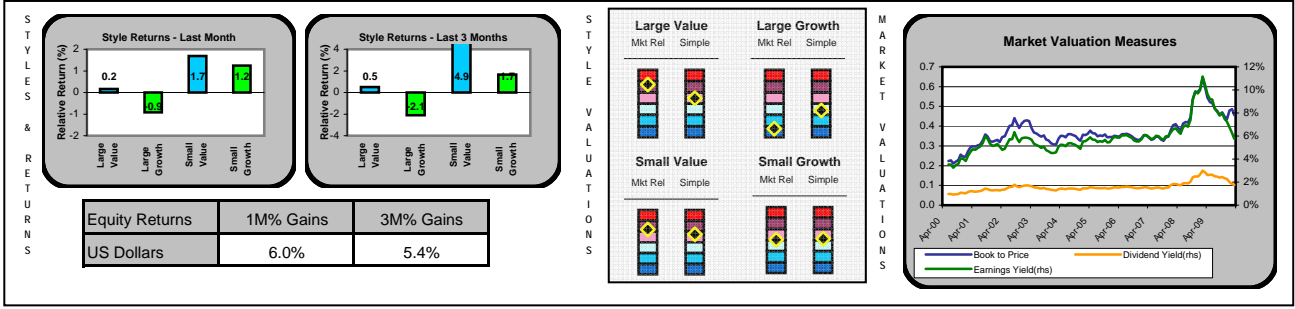 STYLES & RETURNS
Style Returns - Last Month
Relative Return (%)
2
1
0
-1
-2
0.2
-0.9
1.7
1.2
Large Value
Large Growth
Small Value
Small Growth
Style Returns - Last 3 Months
Relative Return (%)
4
2
0
-2
-4
0.5
-2.1
4.9
1.7
Large Value
Large Growth
Small Value
Small Growth
Equity Returns 1M% Gains 3M% Gains
US Dollars 6.0% 5.4%
STYLE VALUATIONS
Large Value
Mkt Rel Simple
Large Growth
Mkt Rel Simple
Small Value
Mkt Rel Simple
Small Growth
Mkt Rel Simple
MARKET VALUATIONS
Market Valuation Measures
0.7
0.6
0.5
0.4
0.3
0.2
0.1
0.0
12%
10%
8%
6%
4%
2%
0%
Apr-00
Apr-01
Apr-02
Apr-03
Apr-04
Apr-05
Apr-06
Apr-07
Apr-08
Apr-09
Book to Price
Dividend Yield(rhs)
Earnings Yield(rhs)